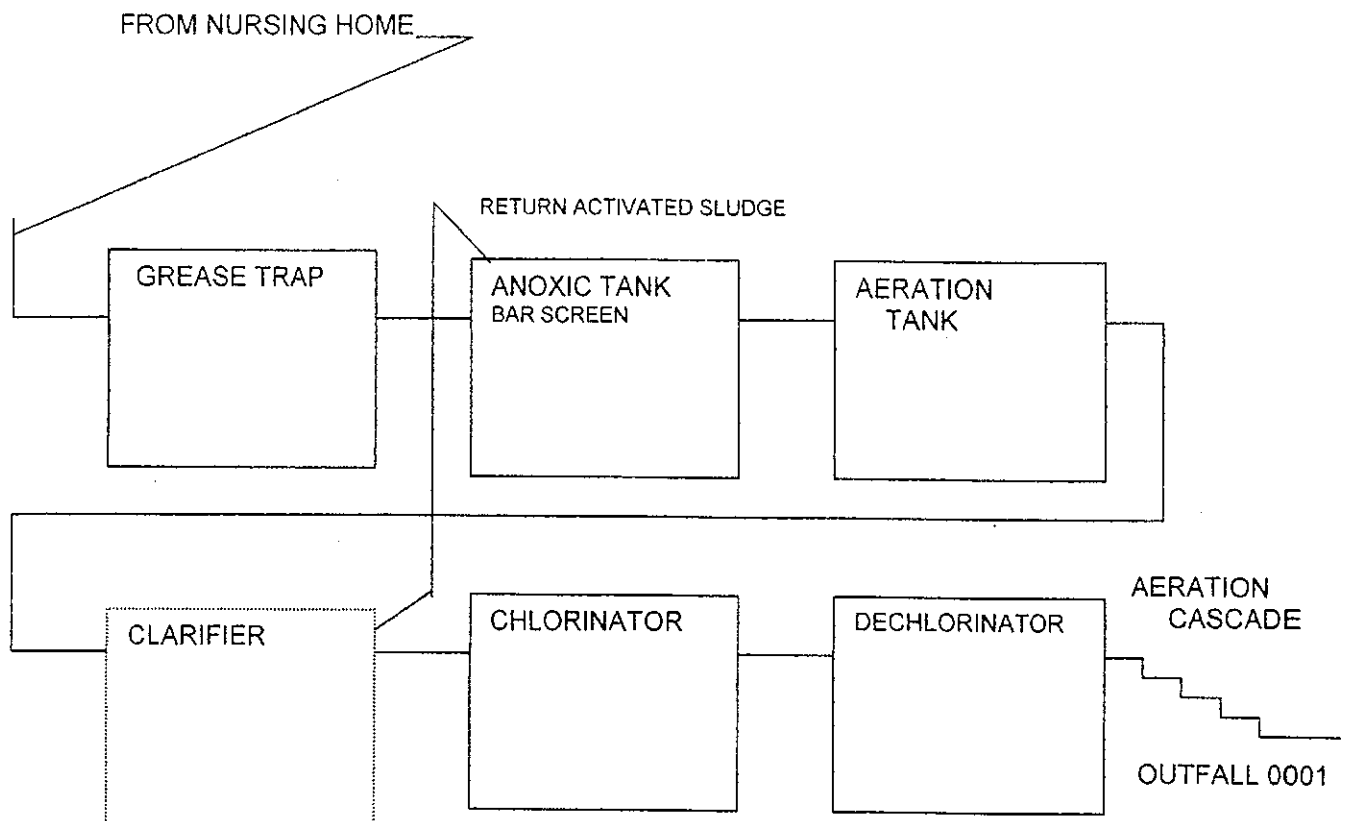 FROM NURSING HOME
RETURN ACTIVATED SLUDGE
GREASE TRAP
ANOXIC TANK
BAR SCREEN
AERATION
TANK
CLARIFIER
CHLORINATOR
DECHLORINATOR
AERATION
CASCADE
OUTFALL 0001